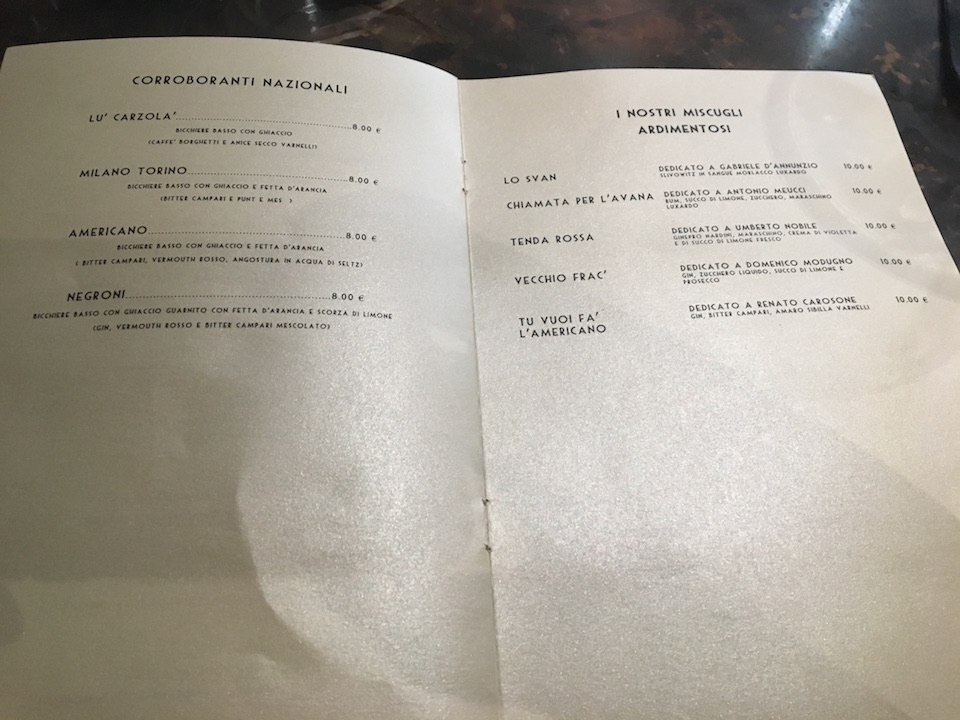 CORROBORANTI NAZIONALI
LU' CARZOLA'................................................8.00 €
BICCHIERE BASSO CON GHIACCIO
(CAFFE' BORGHETTI E ANICE SECCO VARNELLI)
MILANO TORINO.............................................8.00 €
BICCHIERE BASSO CON GHIACCIO E FETTA D'ARANCIA
(BITTER CAMPARI E PUNT E MES )
AMERICANO.....................................................8.00 €
BICCHIERE BASSO CON GHIACCIO E FETTA D'ARANCIA
( BITTER CAMPARI, VERMOUTH ROSSO, ANGOSTURA IN ACQUA DI SELTZ)
NEGRONI..........................................................8.00 €
BICCHIERE BASSO CON GHIACCIO GUARNITO CON FETTA D'ARANCIA E SCORZA DI LIMONE
(GIN, VERMOUTH ROSSO E BITTER CAMPARI MESCOLATO)
I NOSTRI MISCUGLI
ARDIMENTOSI
LO SVAN DEDICATO A GABRIELE D'ANNUNZIO 10.00 €
SLIVOWITZ IN SANGUE MORLACCO LUXARDO
CHIAMATA PER L'AVANA DEDICATO A ANTONIO MEUCCI 10.00 €
RUM, SUCCO DI LIMONE, ZUCCHERO, MARASCHINO
LUXARDO
TENDA ROSSA DEDICATO A UMBERTO NOBILE 10.00 €
GINEPRO NARDINI, MARASCHINO, CREMA DI VIOLETTA
E DI SUCCO DI LIMONE FRESCO
VECCHIO FRAC' DEDICATO A DOMENICO MODUGNO 10.00 €
GIN, ZUCCHERO LIQUIDO, SUCCO DI LIMONE E
PROSECCO
TU VUOI FA' DEDICATO A RENATO CAROSONE 10.00 €
L'AMERICANO GIN, BITTER CAMPARI, AMARO SIBILLA VARNELLI